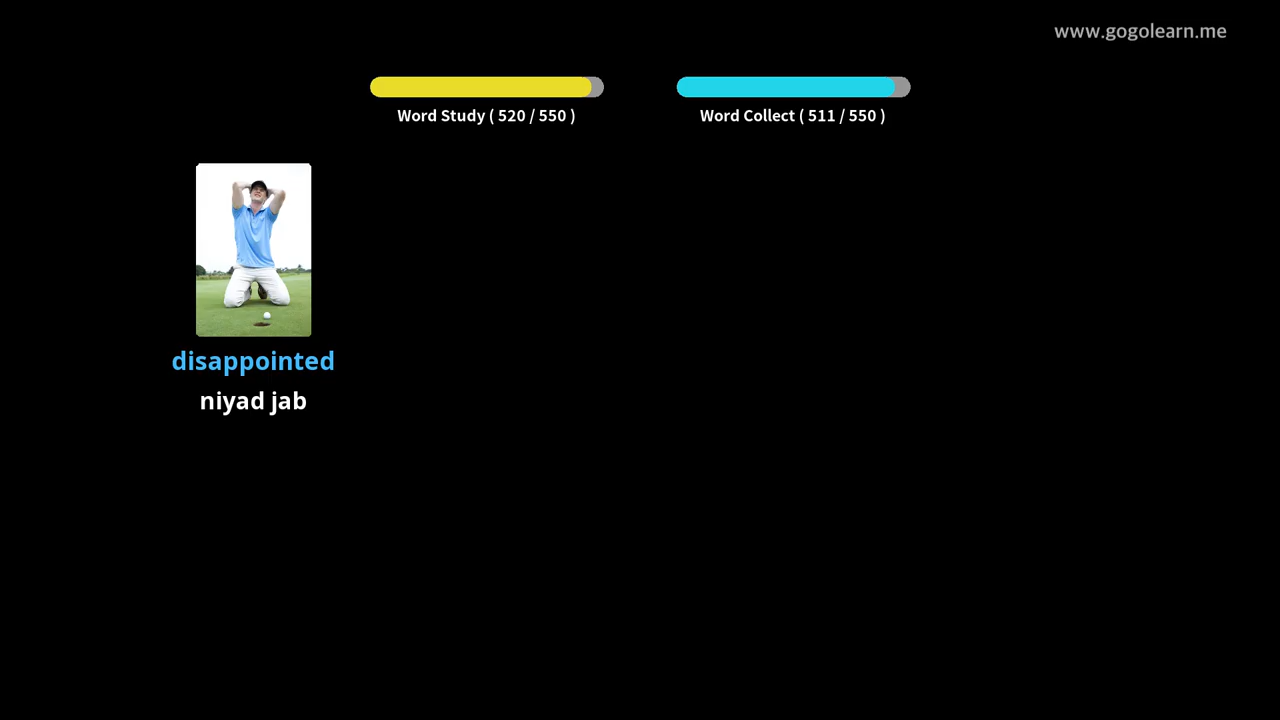 www.gogolearn.me
Word Study ( 520 / 550 )
Word Collect ( 511 / 550 )
disappointed
niyad jab